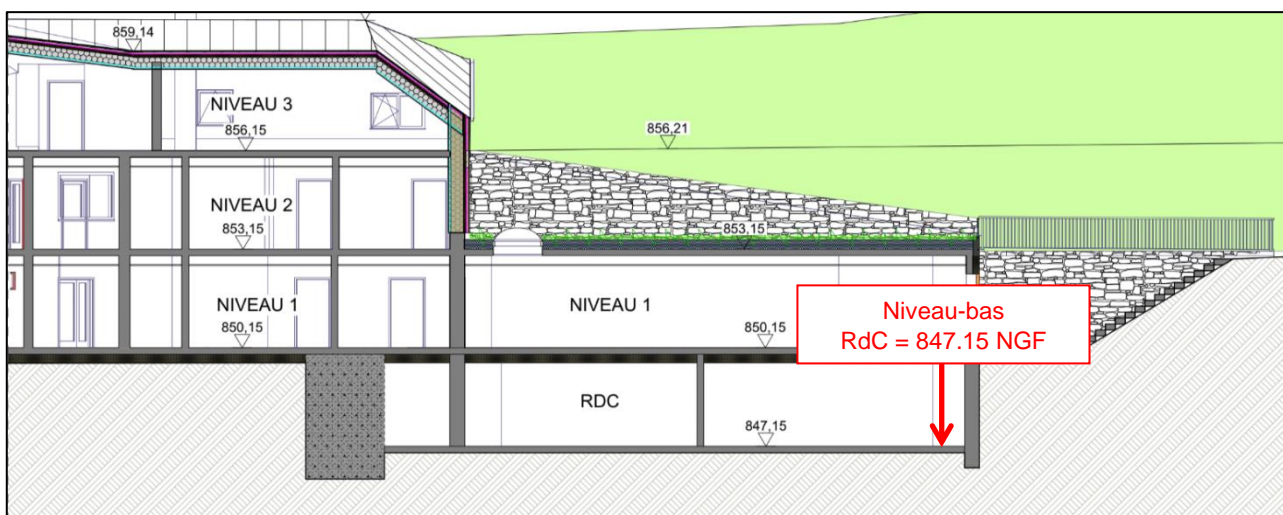 859,14
NIVEAU 3
856,15
856,21
NIVEAU 2
853,15
853,15
NIVEAU 1
NIVEAU 1
850,15
850,15
Niveau-bas
RdC = 847.15 NGF
RDC
847,15